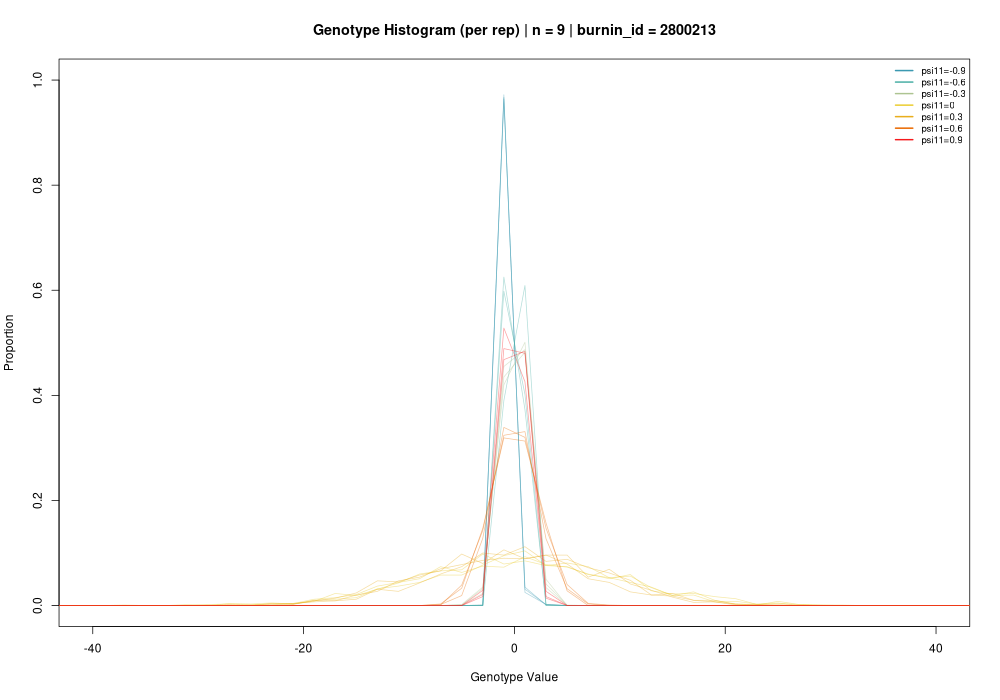 Genotype Histogram (per rep) | n = 9 | burnin_id = 2800213
psi11=-0.9
psi11=-0.6
psi11=-0.3
psi11=0
psi11=0.3
psi11=0.6
psi11=0.9
1.0
0.8
0.6
0.4
0.2
0.0
Proportion
-40 -20 0 20 40
Genotype Value